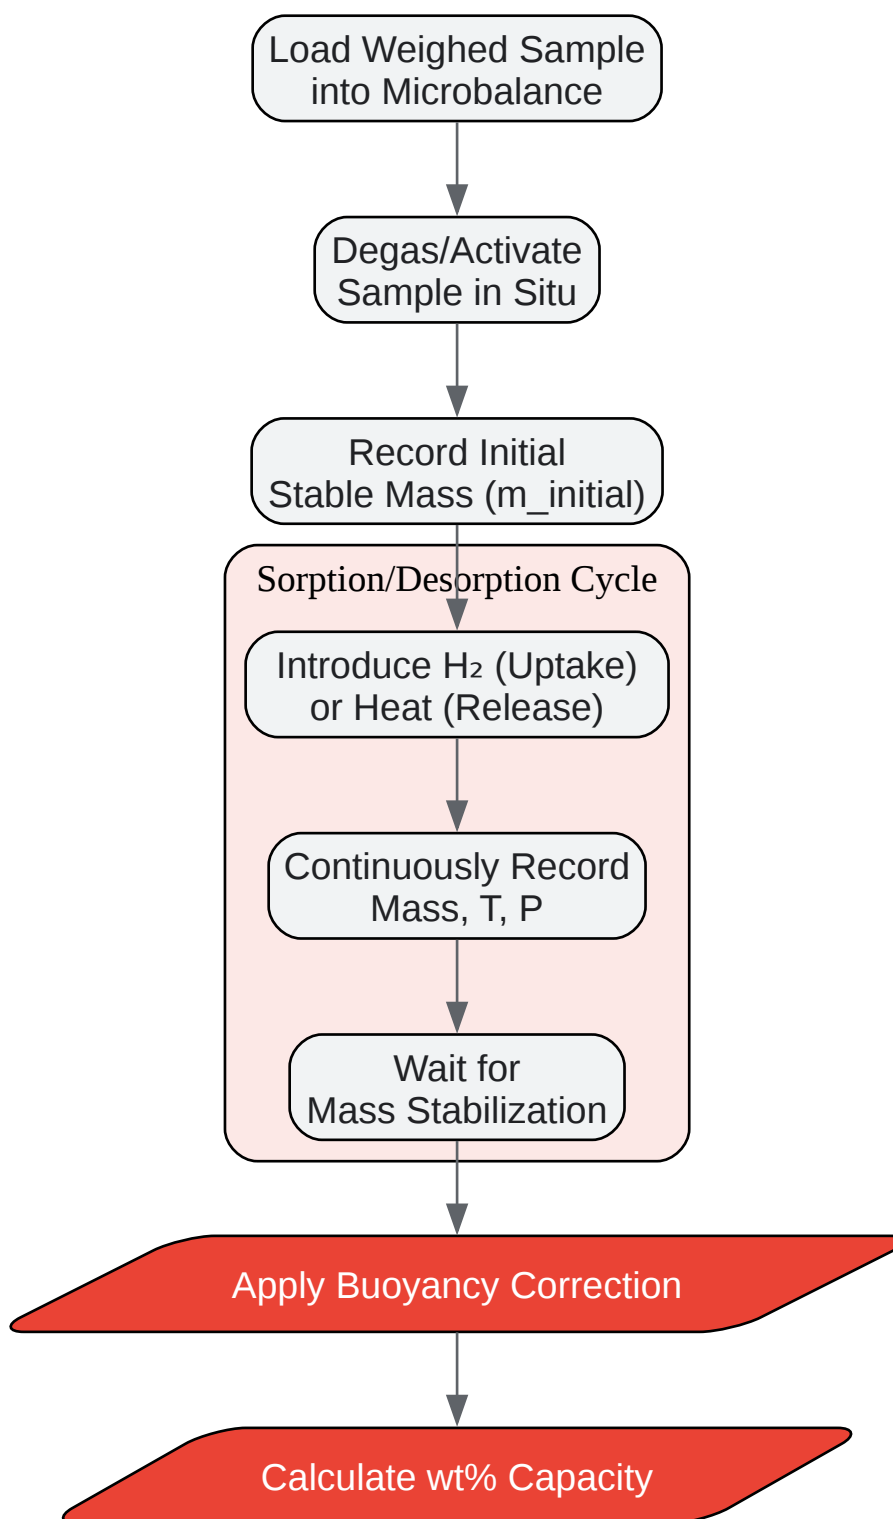 Load Weighed Sample
into Microbalance
Degas/Activate
Sample in Situ
Record Initial
Stable Mass (m_initial)
Sorption/Desorption Cycle
Introduce H₂ (Uptake)
or Heat (Release)
Continuously Record
Mass, T, P
Wait for
Mass Stabilization
Apply Buoyancy Correction
Calculate wt% Capacity